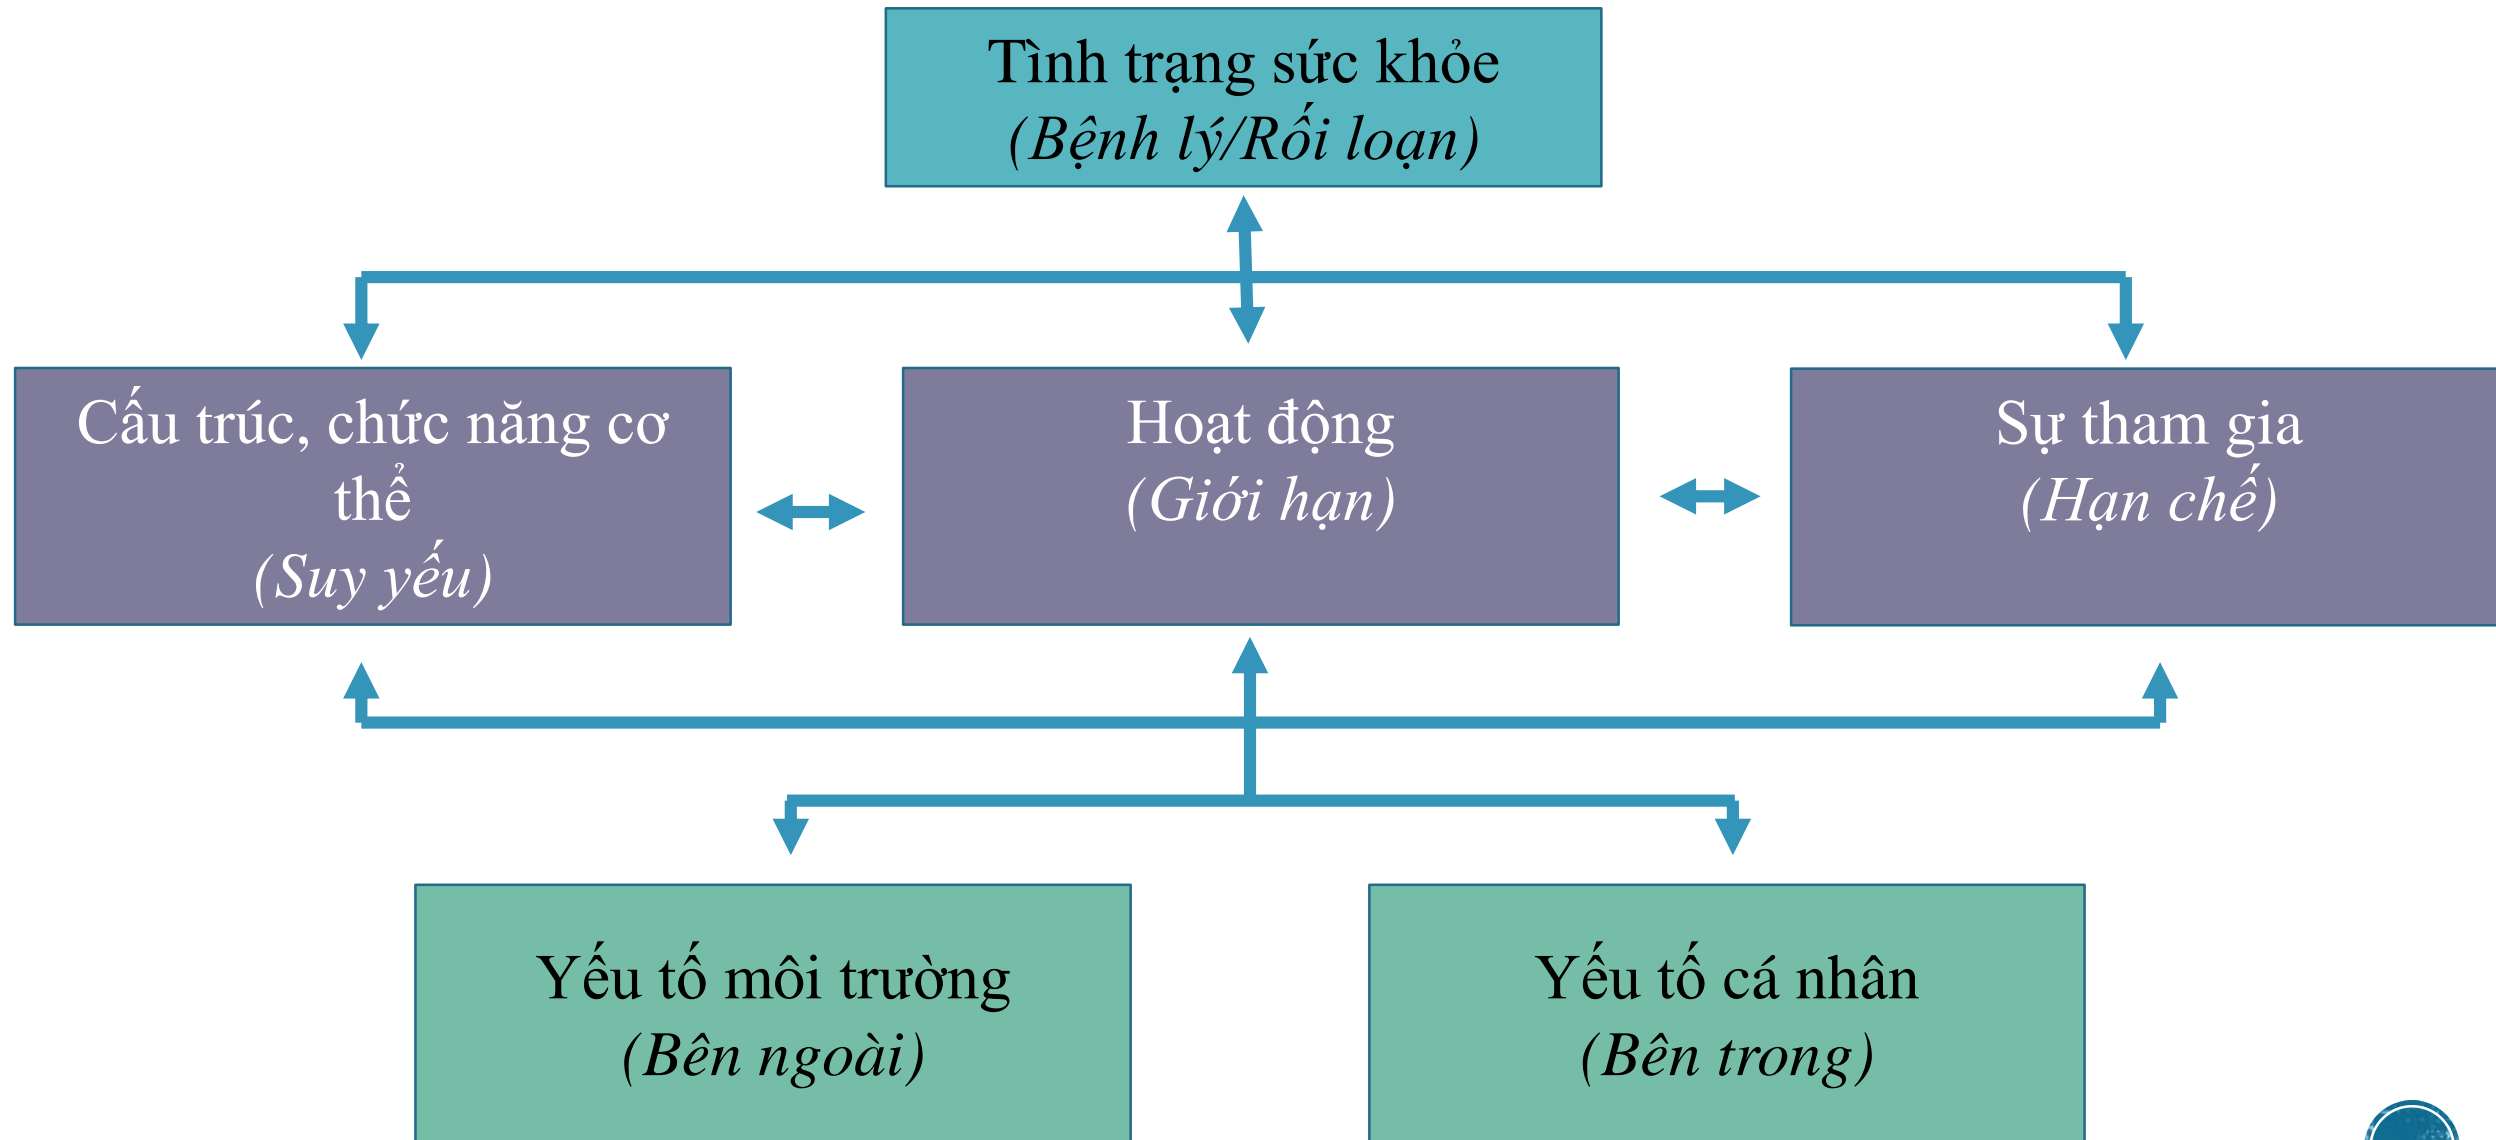 Tình trạng sức khỏe
(Bệnh lý/Rối loạn)
Cấu trúc, chức năng cơ
thể
(Suy yếu)
Hoạt động
(Giới hạn)
Sự tham gia
(Hạn chế)
Yếu tố môi trường
(Bên ngoài)
Yếu tố cá nhân
(Bên trong)